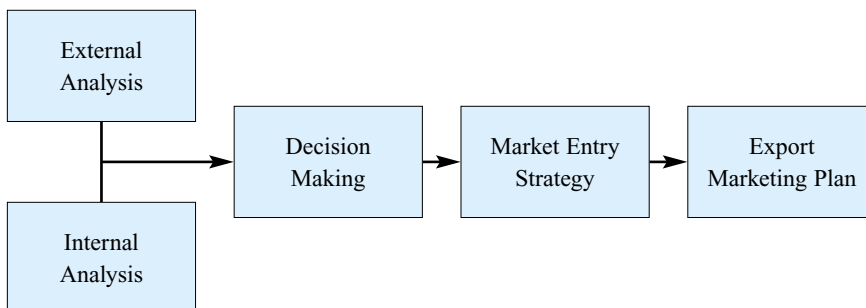 External
Analysis
Internal
Analysis
Decision
Making
Market Entry
Strategy
Export
Marketing Plan